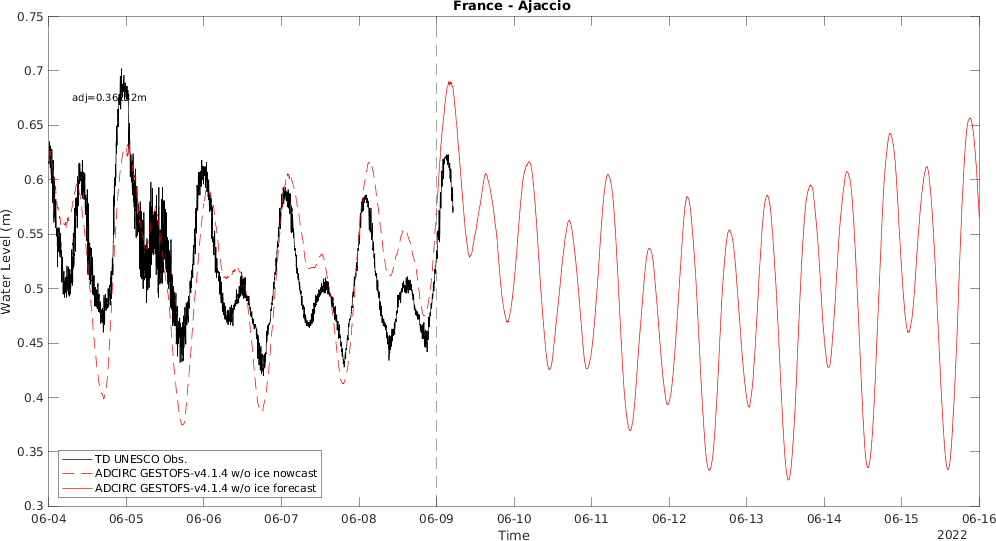 France - Ajaccio
0.75
0.7
0.65
0.6
0.55
0.5
0.45
0.4
0.35
0.3
Water Level (m)
TD UNESCO Obs.
ADCIRC GESTOFS-v4.1.4 w/o ice nowcast
ADCIRC GESTOFS-v4.1.4 w/o ice forecast
06-04 06-05 06-06 06-07 06-08 06-09 06-10 06-11 06-12 06-13 06-14 06-15 06-16
Time
2022